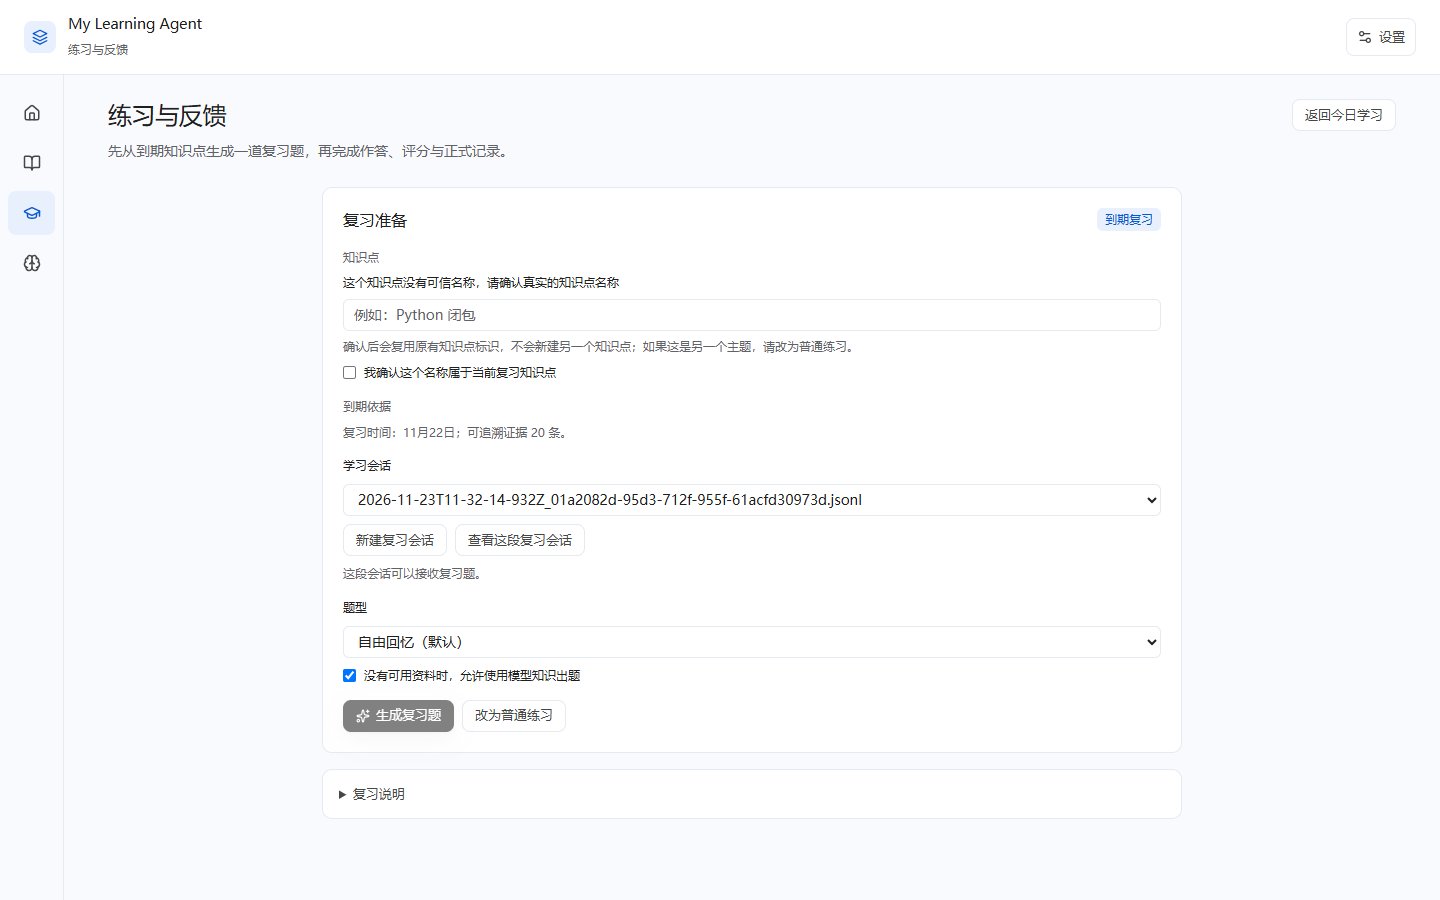 My Learning Agent
练习与反馈
设置
练习与反馈
返回今日学习
先从到期知识点生成一道复习题，再完成作答、评分与正式记录。
复习准备
到期复习
知识点
这个知识点没有可信名称，请确认真实的知识点名称
例如：Python 闭包
确认后会复用原有知识点标识，不会新建另一个知识点；如果这是另一个主题，请改为普通练习。
我确认这个名称属于当前复习知识点
到期依据
复习时间：11月22日；可追溯证据 20 条。
学习会话
2026-11-23T11-32-14-932Z_01a2082d-95d3-712f-955f-61acfd30973d.jsonl
新建复习会话
查看这段复习会话
这段会话可以接收复习题。
题型
自由回忆（默认）
没有可用资料时，允许使用模型知识出题
生成复习题
改为普通练习
复习说明